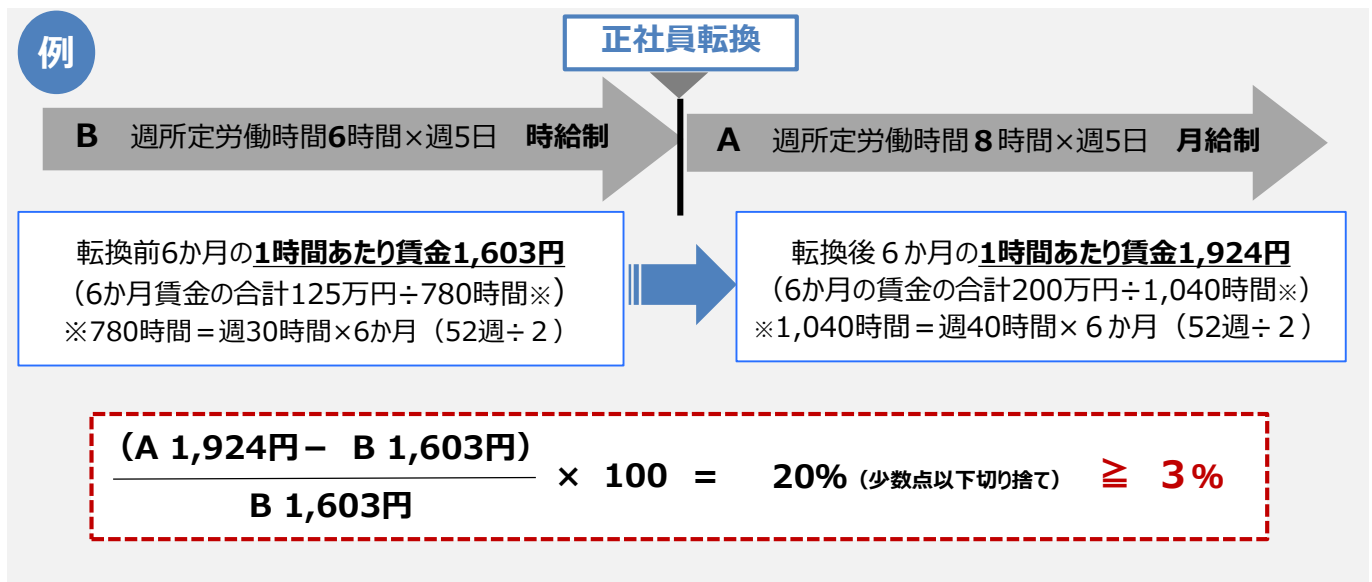 例
正社員転換
B 週所定労働時間6時間×週5日 時給制
A 週所定労働時間８時間×週5日 月給制
転換前6か月の1時間あたり賃金1,603円
（6か月賃金の合計125万円÷780時間※）
※780時間＝週30時間×6か月（52週÷２）
転換後６か月の1時間あたり賃金1,924円
（6か月の賃金の合計200万円÷1,040時間※）
※1,040時間＝週40時間×６か月（52週÷２）
（A 1,924円－ B 1,603円）
B 1,603円
× 100 = 20%（少数点以下切り捨て） ≧ ３%